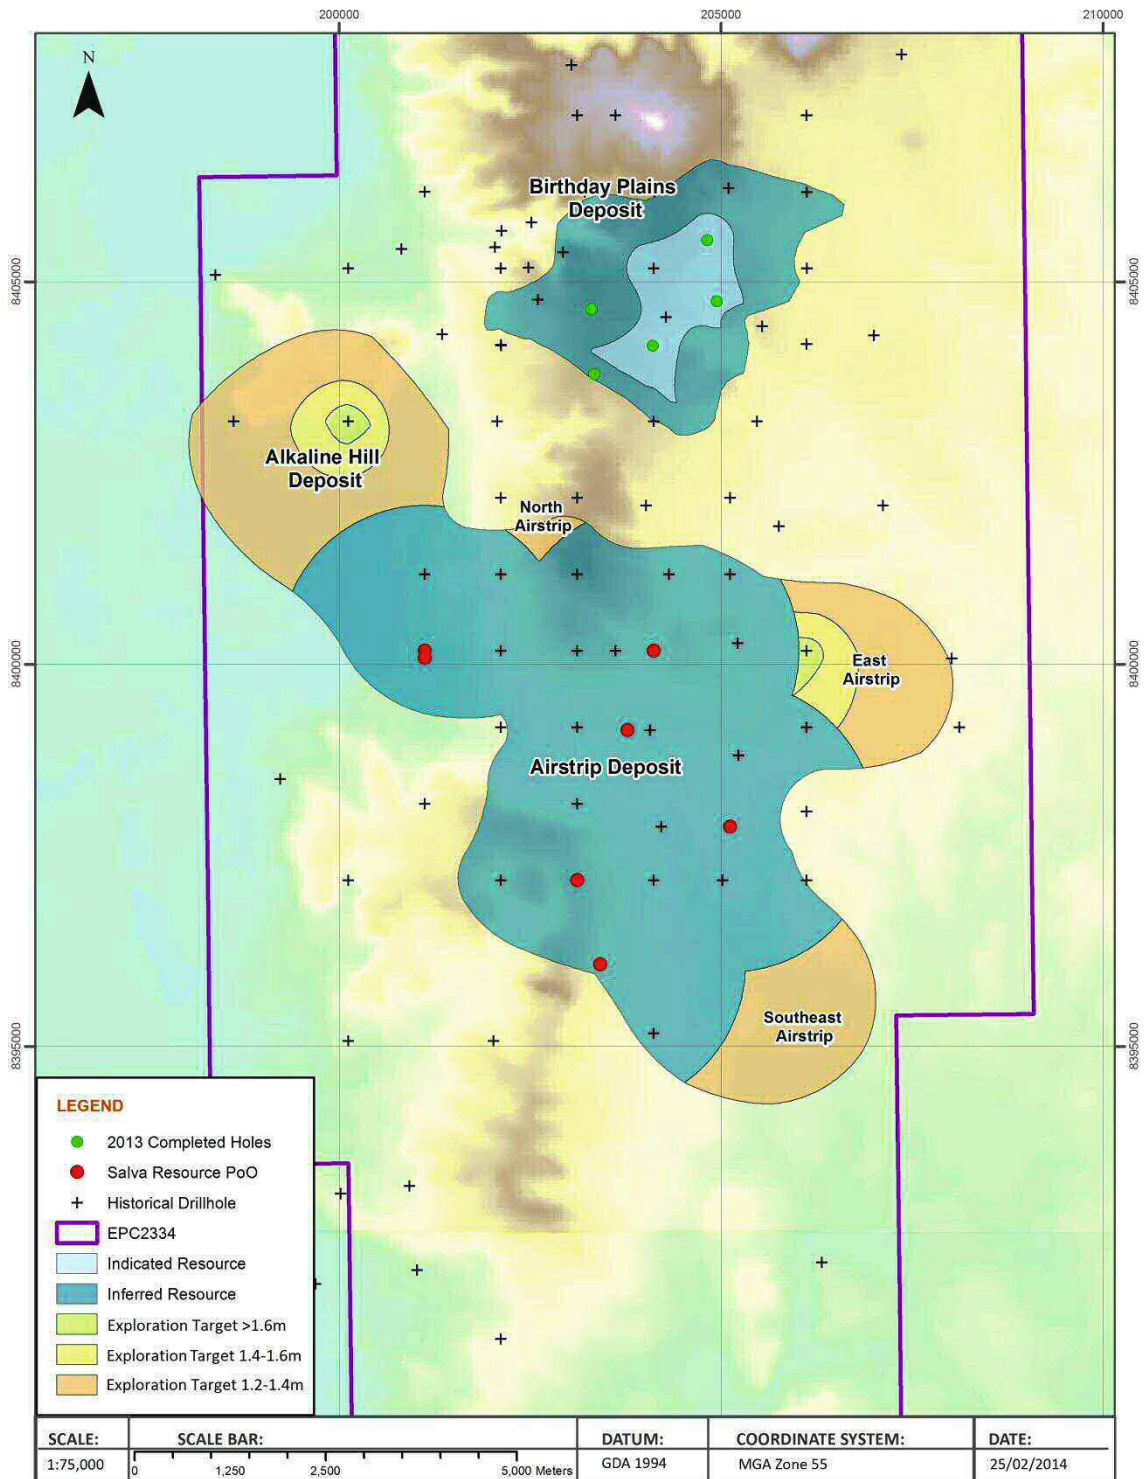 200000
205000
210000
N
Birthday Plains
Deposit
8405000
8405000
Alkaline Hill
Deposit
North
Airstrip
8400000
East
Airstrip
8400000
Airstrip Deposit
Southeast
Airstrip
8395000
8395000
LEGEND
2013 Completed Holes
Salva Resource PoO
Historical Drillhole
EPC2334
Indicated Resource
Inferred Resource
Exploration Target >1.6m
Exploration Target 1.4-1.6m
Exploration Target 1.2-1.4m
SCALE:
1:75,000
SCALE BAR:
0 1,250 2,500 5,000 Meters
DATUM:
GDA 1994
COORDINATE SYSTEM:
MGA Zone 55
DATE:
25/02/2014